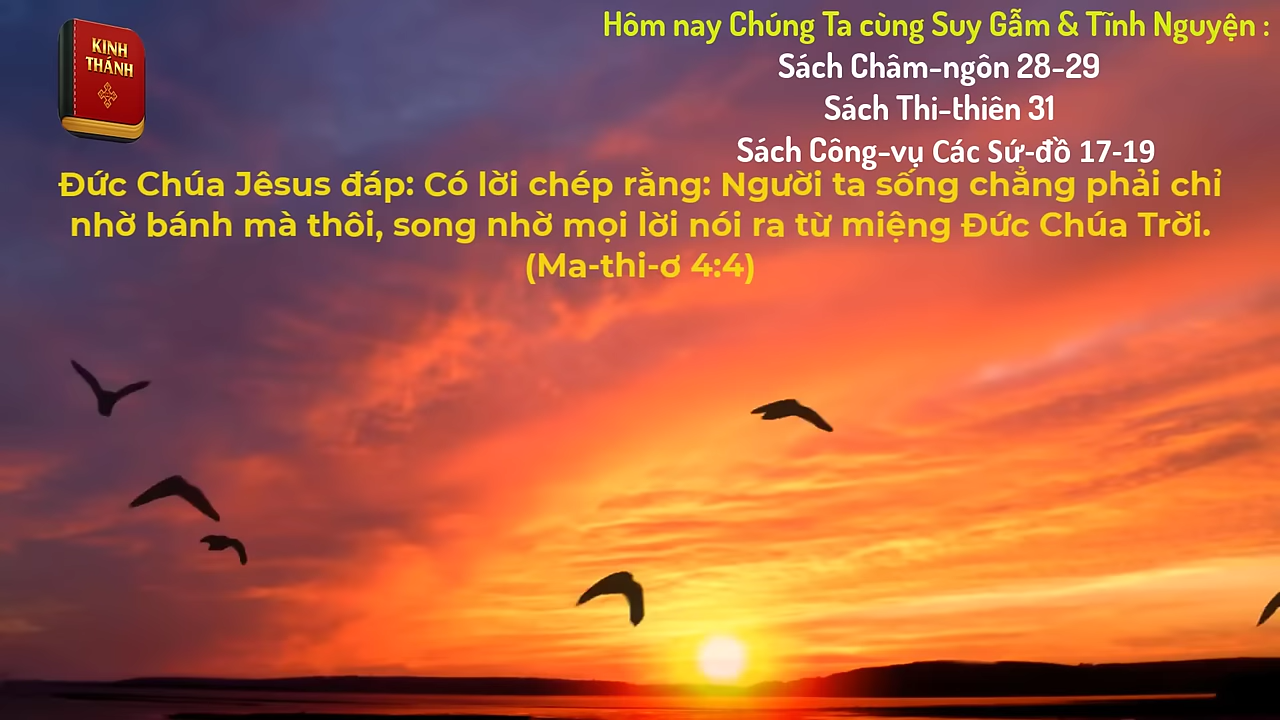 KINH
THÁNH
Hôm nay Chúng Ta cùng Suy Gẫm & Tĩnh Nguyện :
Sách Châm-ngôn 28-29
Sách Thi-thiên 31
Sách Công-vụ Các Sứ-đồ 17-19
Đức Chúa Jêsus đáp: Có lời chép rằng: Người ta sống chẳng phải chỉ
nhờ bánh mà thôi, song nhờ mọi lời nói ra từ miệng Đức Chúa Trời.
(Ma-thi-ơ 4:4)